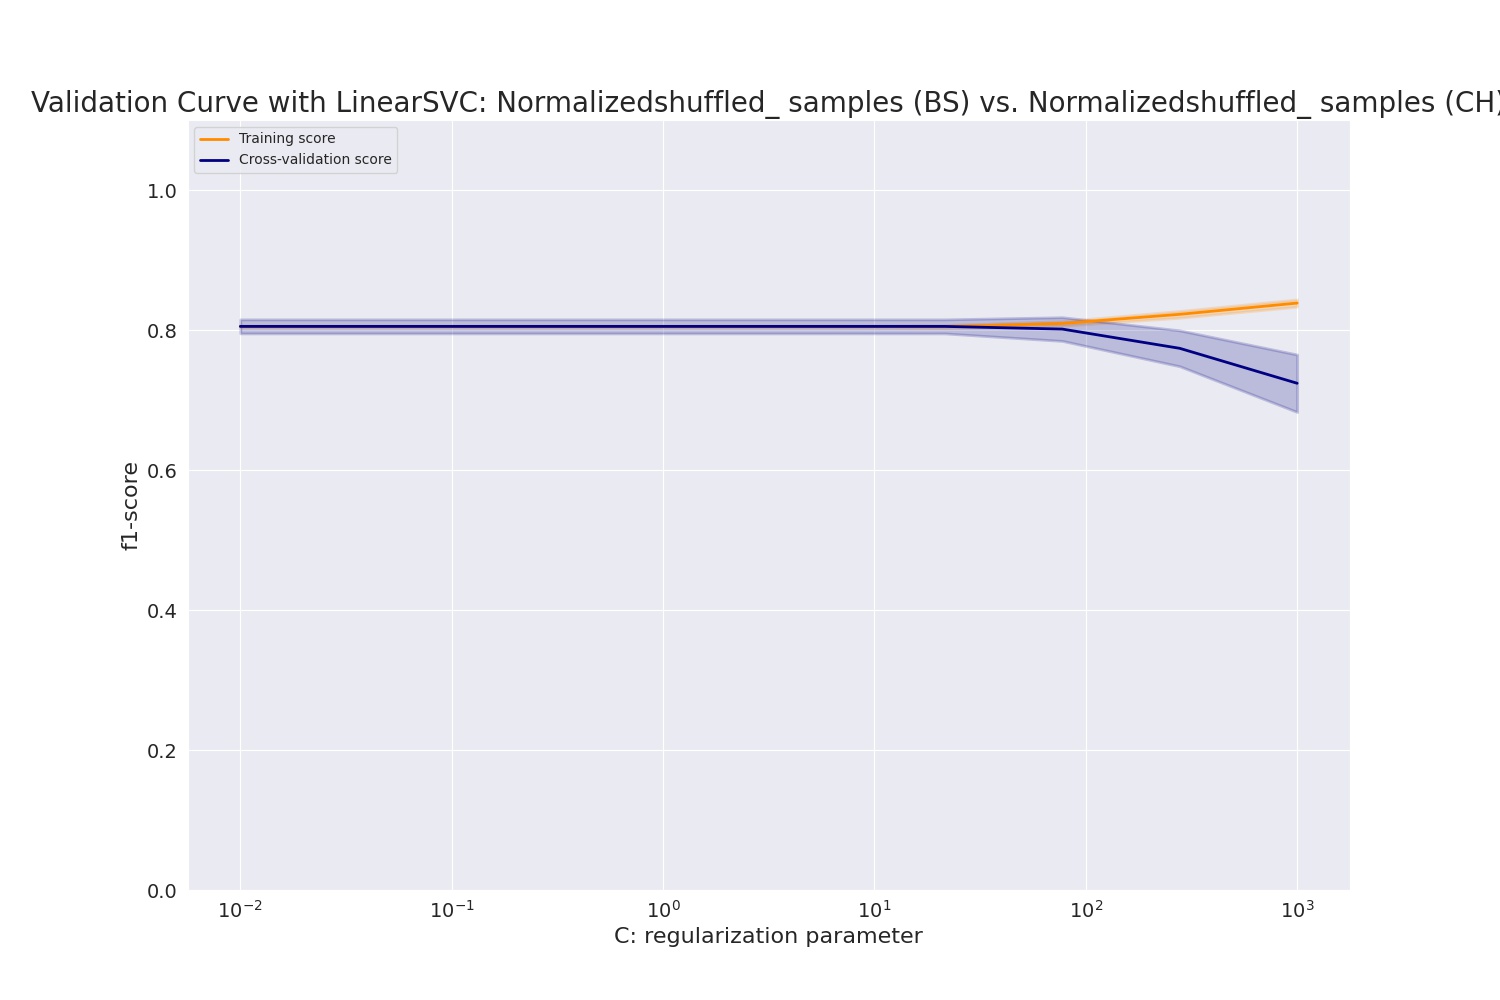 Validation Curve with LinearSVC: Normalizedshuffled_ samples (BS) vs. Normalizedshuffled_ samples (CH)
Training score
Cross-validation score
1.0
0.8
0.6
0.4
0.2
0.0
f1-score
10⁻² 10⁻¹ 10⁰ 10¹ 10² 10³
C: regularization parameter